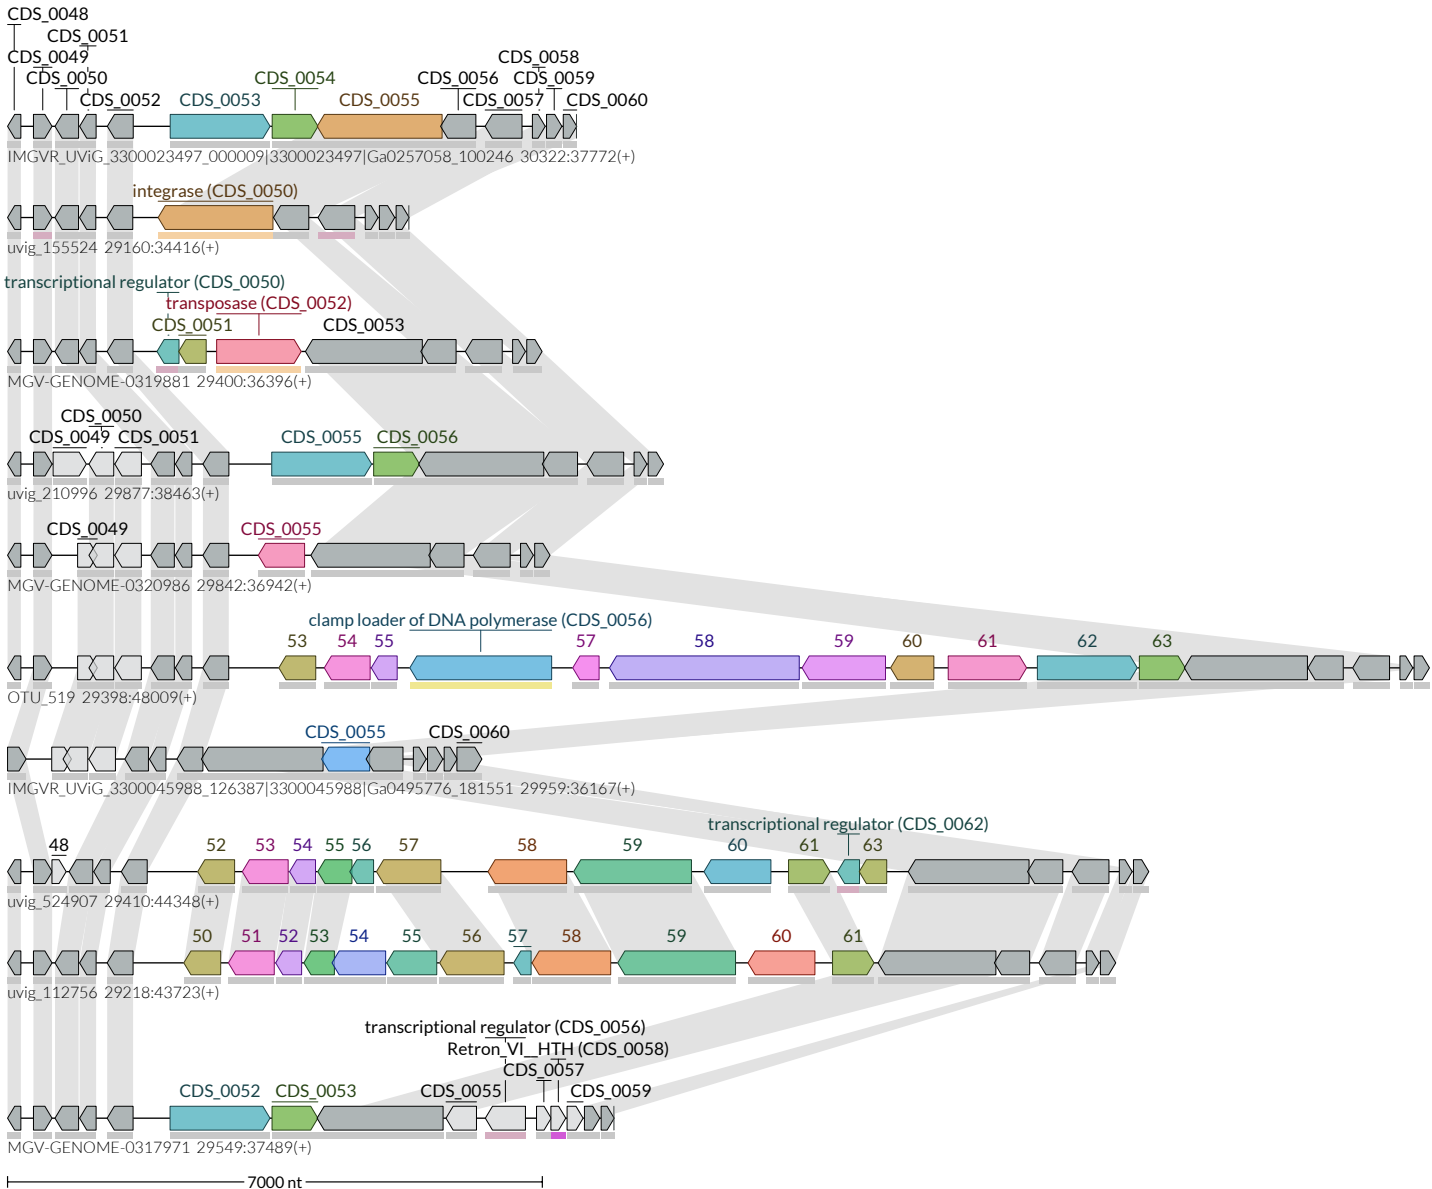 CDS_0048
CDS_0051
CDS_0049 CDS_0058
CDS_0050 CDS_0054 CDS_0056 CDS_0059
CDS_0052 CDS_0053 CDS_0055 CDS_0057 CDS_0060
IMGVR_UViG_3300023497_000009|3300023497|Ga0257058_100246 30322:37772(+)
integrase (CDS_0050)
uvig_155524 29160:34416(+)
transcriptional regulator (CDS_0050)
transposase (CDS_0052)
CDS_0051 CDS_0053
MGV-GENOME-0319881 29400:36396(+)
CDS_0050
CDS_0049 CDS_0051 CDS_0055 CDS_0056
uvig_210996 29877:38463(+)
CDS_0049 CDS_0055
MGV-GENOME-0320986 29842:36942(+)
clamp loader of DNA polymerase (CDS_0056)
53 54 55 57 58 59 60 61 62 63
OTU_519 29398:48009(+)
CDS_0055 CDS_0060
IMGVR_UViG_3300045988_126387|3300045988|Ga0495776_181551 29959:36167(+)
transcriptional regulator (CDS_0062)
48 52 53 54 55 56 57 58 59 60 61 63
uvig_524907 29410:44348(+)
50 51 52 53 54 55 56 57 58 59 60 61
uvig_112756 29218:43723(+)
transcriptional regulator (CDS_0056)
Retron_VI__HTH (CDS_0058)
CDS_0057
CDS_0052 CDS_0053 CDS_0055 CDS_0059
MGV-GENOME-0317971 29549:37489(+)
7000 nt